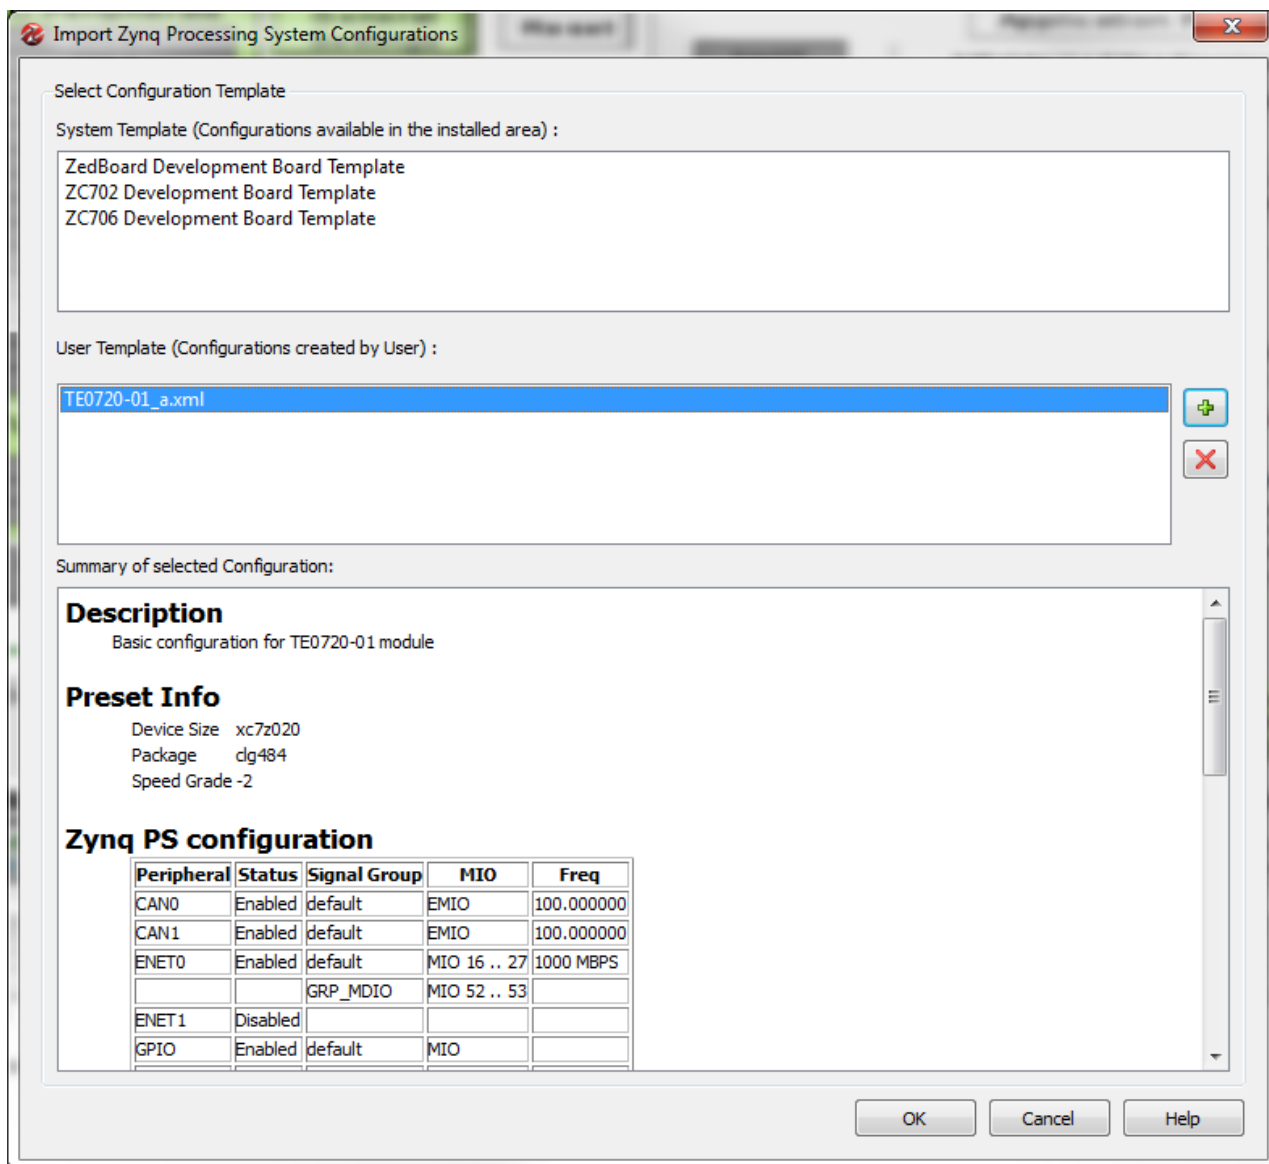 Import Zynq Processing System Configurations
Select Configuration Template
System Template (Configurations available in the installed area) :
ZedBoard Development Board Template
ZC702 Development Board Template
ZC706 Development Board Template
User Template (Configurations created by User) :
TE0720-01_a.xml
Summary of selected Configuration:
Description
Basic configuration for TE0720-01 module
Preset Info
Device Size xc7z020
Package clg484
Speed Grade -2
Zynq PS configuration
Peripheral Status Signal Group MIO Freq
CAN0 Enabled default EMIO 100.000000
CAN1 Enabled default EMIO 100.000000
ENET0 Enabled default MIO 16 .. 27 1000 MBPS
GRP_MDIO MIO 52 .. 53
ENET1 Disabled
GPIO Enabled default MIO
OK Cancel Help